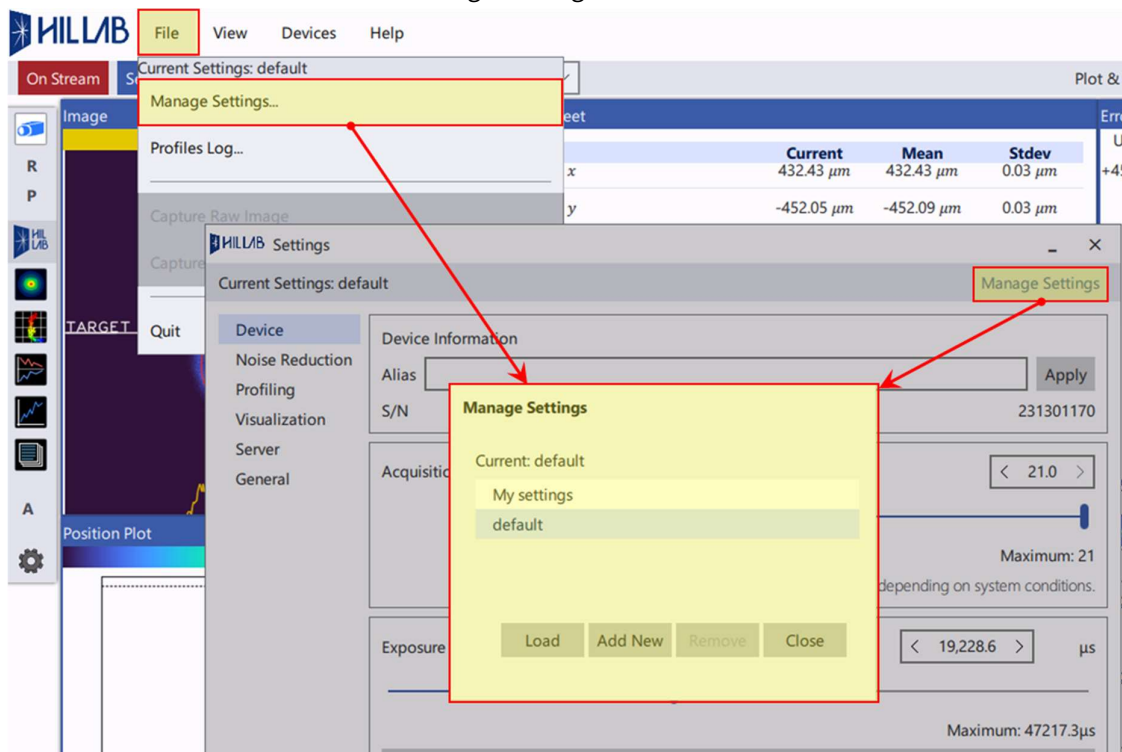 HILLAB File View Devices Help
On Stream
Current Settings: default
Plot &
Manage Settings...
Image
eet
Profiles Log...
Current Mean Stdev
R
x 432.43 μm 432.43 μm 0.03 μm
P
y -452.05 μm -452.09 μm 0.03 μm
Capture Raw Image
HIL
LAB
HILLAB Settings
Capture
Current Settings: default
Manage Settings
TARGET
Quit
Device
Noise Reduction
Profiling
Visualization
Server
General
Device Information
Alias
Apply
S/N
231301170
Manage Settings
Current: default
My settings
default
Load Add New Remove Close
21.0
Maximum: 21
depending on system conditions.
A
Position Plot
Exposure
19,228.6 μs
Maximum: 47217.3μs